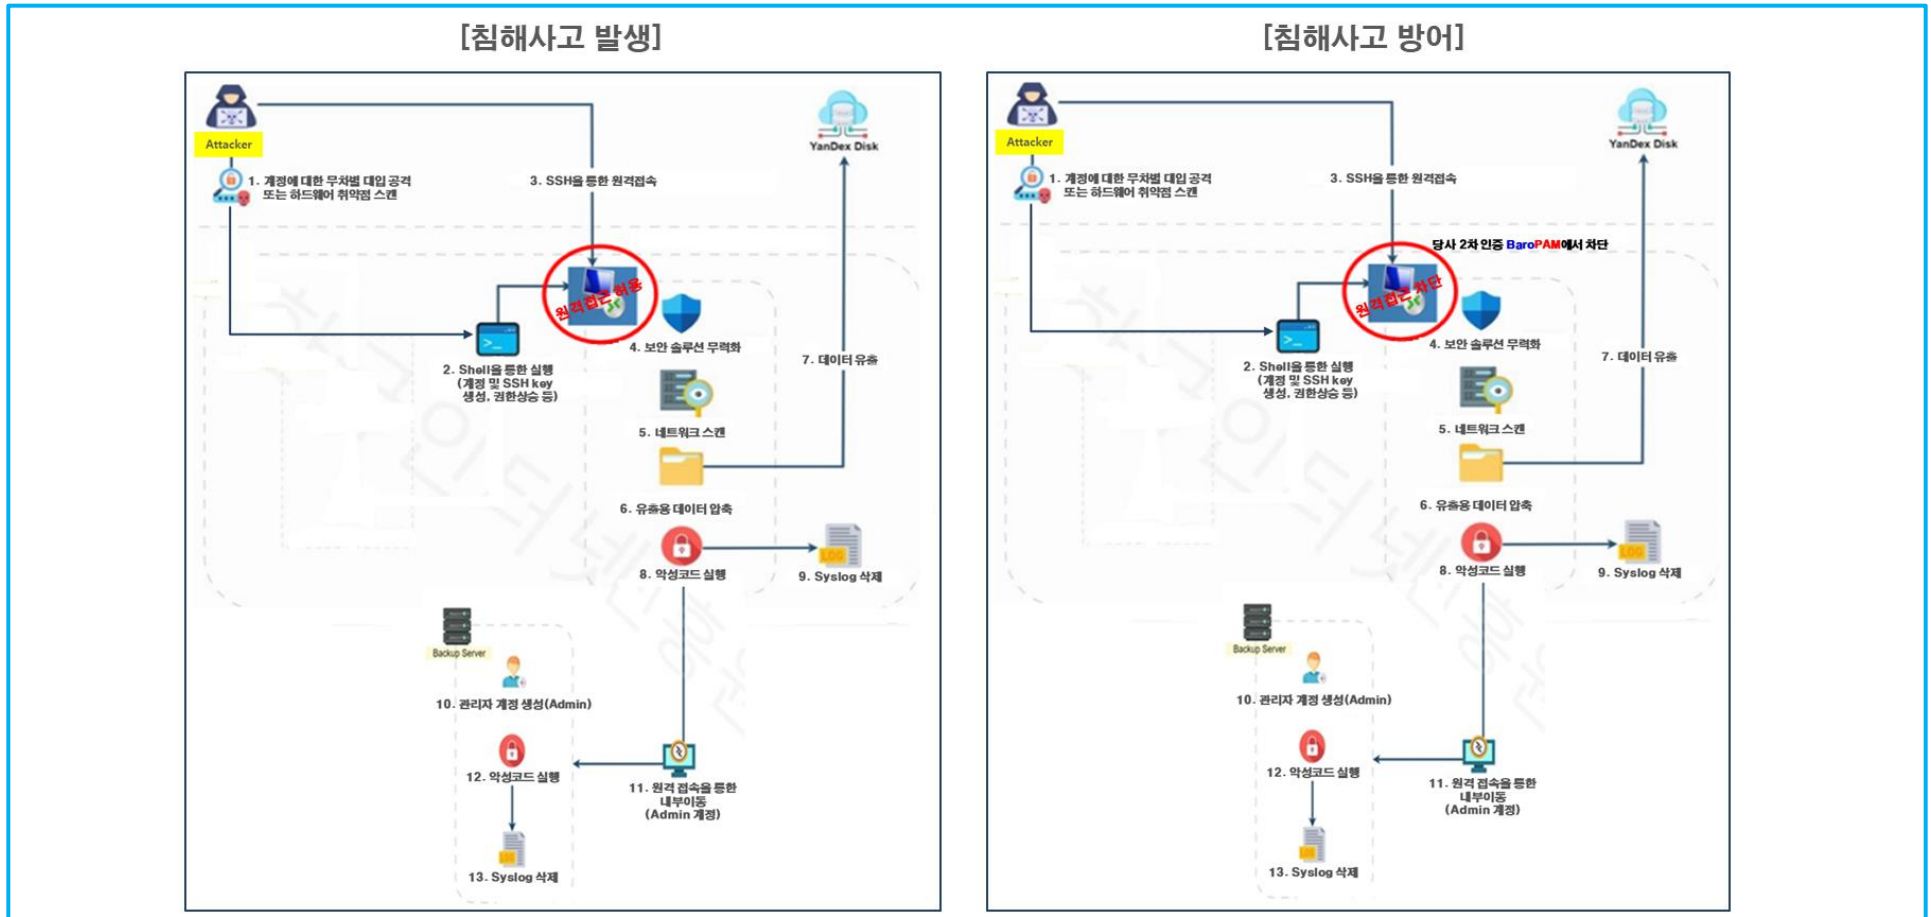 [침해사고 발생]
Attacker
YanDex Disk
1. 계정에 대한 무차별 대입 공격
또는 하드웨어 취약점 스캔
3. SSH을 통한 원격접속
원격접근 허용
4. 보안 솔루션 무력화
7. 데이터 유출
2. Shell을 통한 실행
(계정 및 SSH key
생성, 권한상승 등)
5. 네트워크 스캔
6. 유출용 데이터 압축
LOG
8. 악성코드 실행
9. Syslog 삭제
Backup Server
10. 관리자 계정 생성(Admin)
12. 악성코드 실행
11. 원격 접속을 통한
내부이동
(Admin 계정)
LOG
13. Syslog 삭제
[침해사고 방어]
Attacker
YanDex Disk
1. 계정에 대한 무차별 대입 공격
또는 하드웨어 취약점 스캔
3. SSH을 통한 원격접속
당사 2차 인증 BaroPAM에서 차단
원격접근 차단
4. 보안 솔루션 무력화
7. 데이터 유출
2. Shell을 통한 실행
(계정 및 SSH key
생성, 권한상승 등)
5. 네트워크 스캔
6. 유출용 데이터 압축
LOG
8. 악성코드 실행
9. Syslog 삭제
Backup Server
10. 관리자 계정 생성(Admin)
12. 악성코드 실행
11. 원격 접속을 통한
내부이동
(Admin 계정)
LOG
13. Syslog 삭제